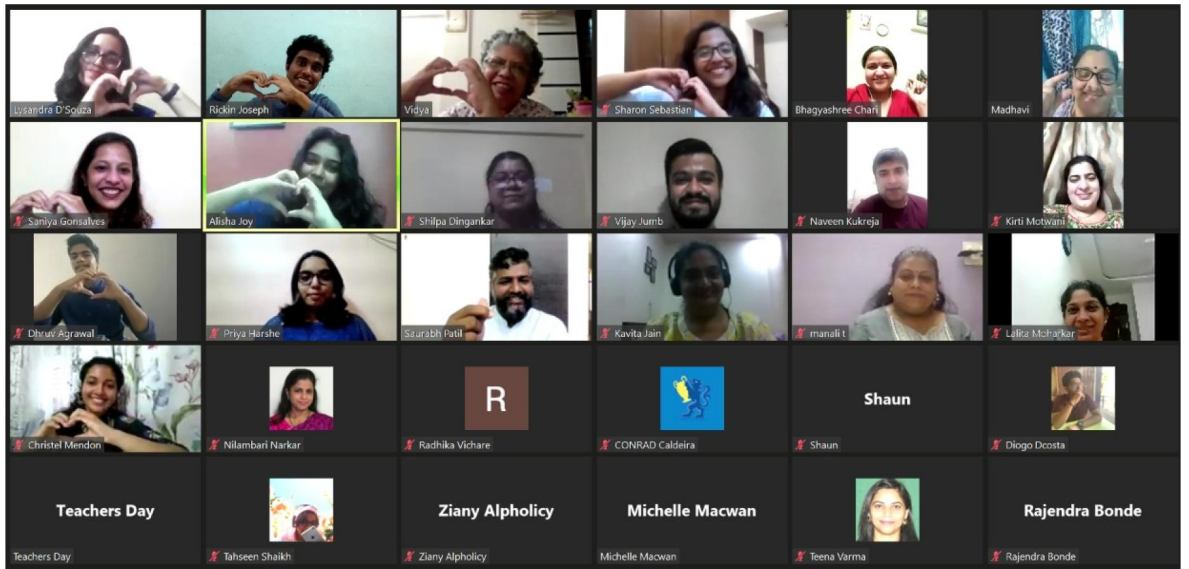 Lysandra D'Souza
Rickin Joseph
Vidya
Sharon Sebastian
Bhagyashree Chari
Madhavi
Saniya Gonsalves
Alisha Joy
Shilpa Dingankar
Vijay Jumb
Naveen Kukreja
Kirti Motwani
Dhruv Agrawal
Priya Harshe
Saurabh Patil
Kavita Jain
manali t
Lalita Moharkar
Christel Mendon
Nilambari Narkar
R
Radhika Vichare
CONRAD Caldeira
Shaun
Shaun
Diogo Dcosta
Teachers Day
Teachers Day
Tahseen Shaikh
Ziany Alpholicy
Ziany Alpholicy
Michelle Macwan
Michelle Macwan
Teena Varma
Rajendra Bonde
Rajendra Bonde